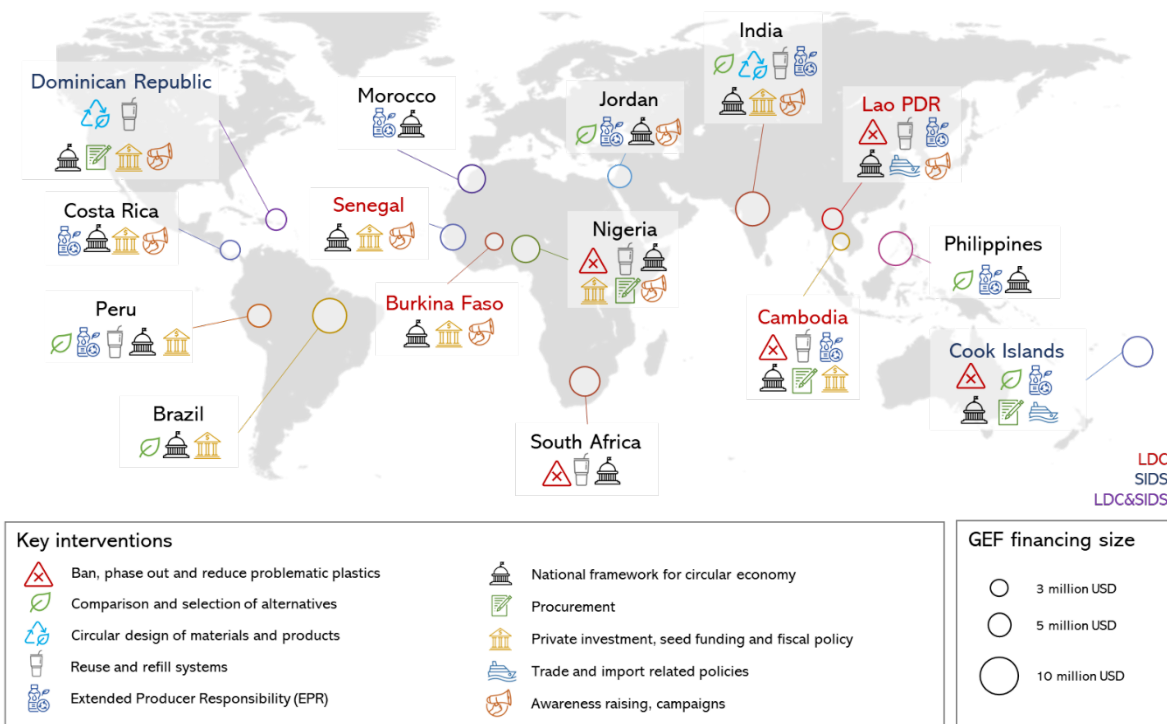 India
Dominican Republic
Morocco
Jordan
Lao PDR
Costa Rica
Senegal
Nigeria
Philippines
Peru
Burkina Faso
Cambodia
Cook Islands
Brazil
South Africa
LDC
SIDS
LDC&SIDS
Key interventions
Ban, phase out and reduce problematic plastics
Comparison and selection of alternatives
Circular design of materials and products
Reuse and refill systems
Extended Producer Responsibility (EPR)
National framework for circular economy
Procurement
Private investment, seed funding and fiscal policy
Trade and import related policies
Awareness raising, campaigns
GEF financing size
3 million USD
5 million USD
10 million USD